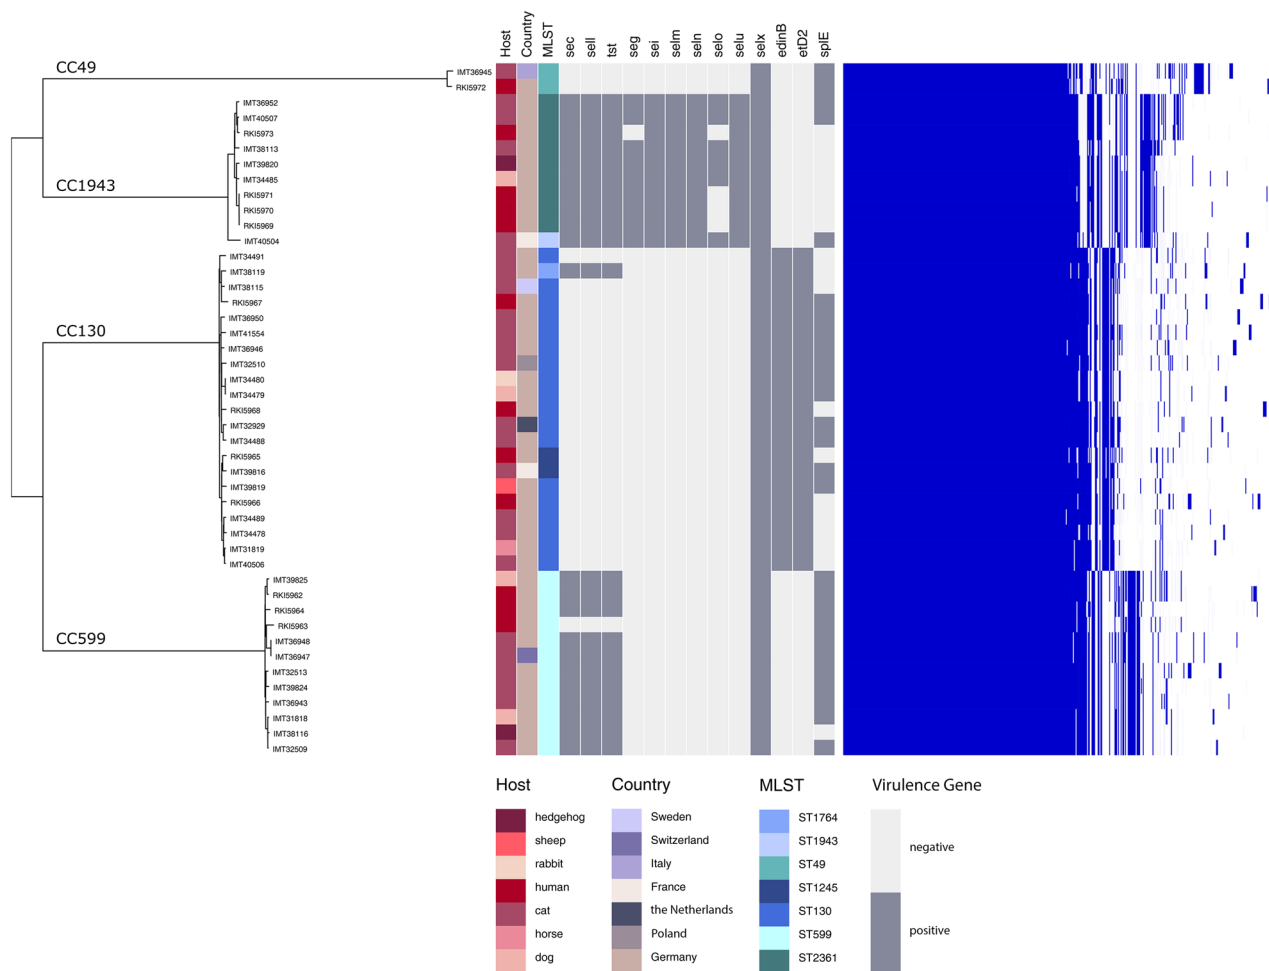 Host
Country
MLST
sec
sell
tst
seg
sei
selm
seln
selo
selu
selx
edinB
etD2
splE
CC49
IMT36945
RKI5972
IMT36952
IMT40507
RKI5973
IMT38113
IMT39820
CC1943
IMT34485
RKI5971
RKI5970
RKI5969
IMT40504
IMT34491
IMT38119
IMT38115
RKI5967
IMT36950
CC130
IMT41554
IMT36946
IMT32510
IMT34480
IMT34479
RKI5968
IMT32929
IMT34488
RKI5965
IMT39816
IMT39819
RKI5966
IMT34489
IMT34478
IMT31819
IMT40506
IMT39825
RKI5962
RKI5964
RKI5963
CC599
IMT36948
IMT36947
IMT32513
IMT39824
IMT36943
IMT31818
IMT38116
IMT32509
Host
hedgehog
sheep
rabbit
human
cat
horse
dog
Country
Sweden
Switzerland
Italy
France
the Netherlands
Poland
Germany
MLST
ST1764
ST1943
ST49
ST1245
ST130
ST599
ST2361
Virulence Gene
negative
positive